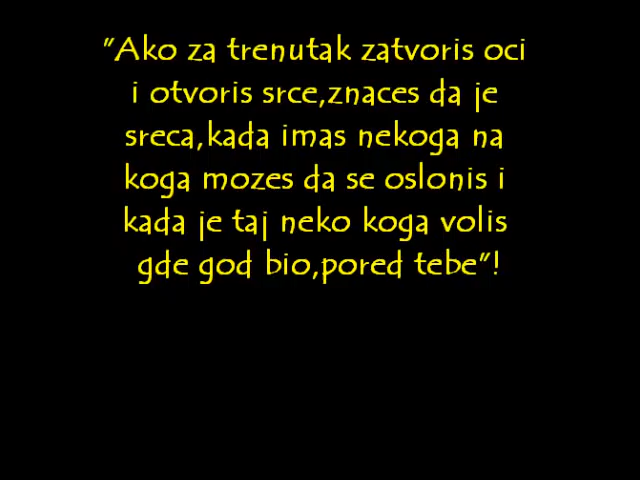 "Ako za trenutak zatvoris oci
i otvoris srce,znaces da je
sreca,kada imas nekoga na
koga mozes da se oslonis i
kada je taj neko koga volis
gde god bio,pored tebe"!